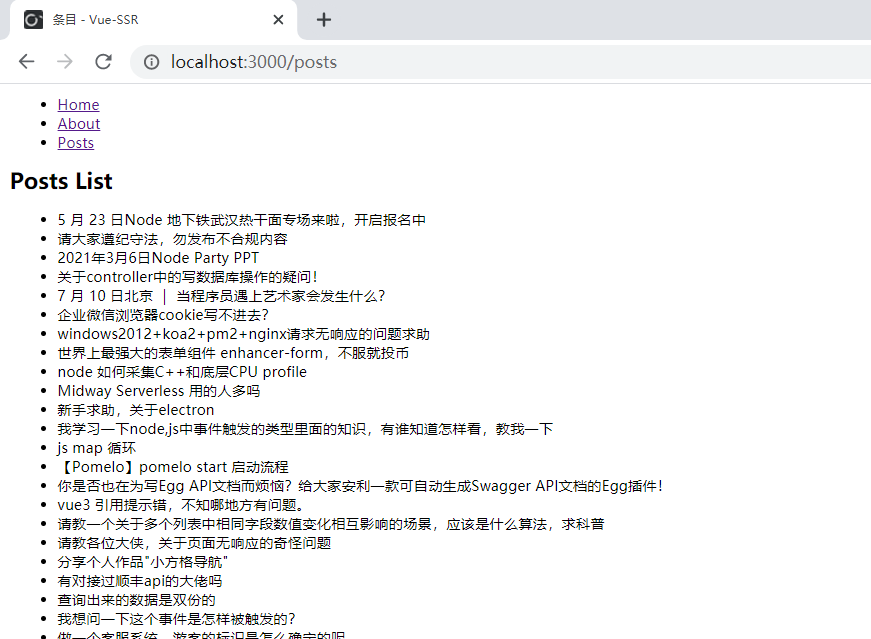 条目 - Vue-SSR
localhost:3000/posts
Home
About
Posts
Posts List
5 月 23 日Node 地下铁武汉热干面专场来啦，开启报名中
请大家遵纪守法，勿发布不合规内容
2021年3月6日Node Party PPT
关于controller中的写数据库操作的疑问！
7 月 10 日北京 ｜ 当程序员遇上艺术家会发生什么？
企业微信浏览器cookie写不进去？
windows2012+koa2+pm2+nginx请求无响应的问题求助
世界上最强大的表单组件 enhancer-form，不服就投币
node 如何采集C++和底层CPU profile
Midway Serverless 用的人多吗
新手求助，关于electron
我学习一下node,js中事件触发的类型里面的知识，有谁知道怎样看，教我一下
js map 循环
【Pomelo】pomelo start 启动流程
你是否也在为写Egg API文档而烦恼？给大家安利一款可自动生成Swagger API文档的Egg插件！
vue3 引用提示错，不知哪地方有问题。
请教一个关于多个列表中相同字段数值变化相互影响的场景，应该是什么算法，求科普
请教各位大侠，关于页面无响应的奇怪问题
分享个人作品"小方格导航"
有对接过顺丰api的大佬吗
查询出来的数据是双份的
我想问一下这个事件是怎样被触发的？
做一个客服系统，游客的标识是怎么确定的呢